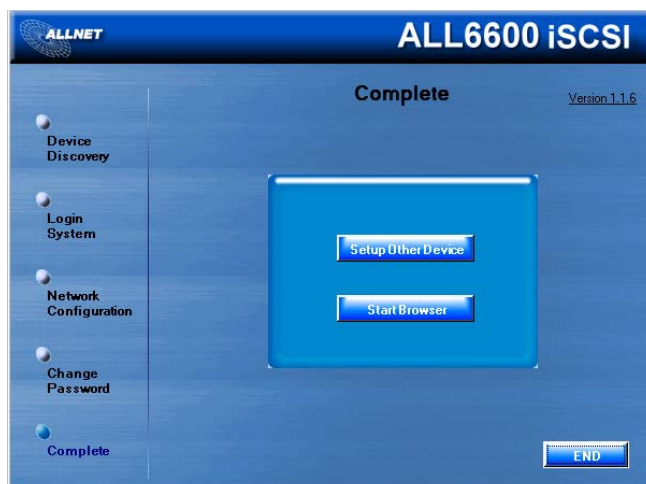 ALLNET
ALL6600 iSCSI
Complete
Version 1.1.6
Device
Discovery
Login
System
Network
Configuration
Change
Password
Complete
Setup Other Device
Start Browser
END